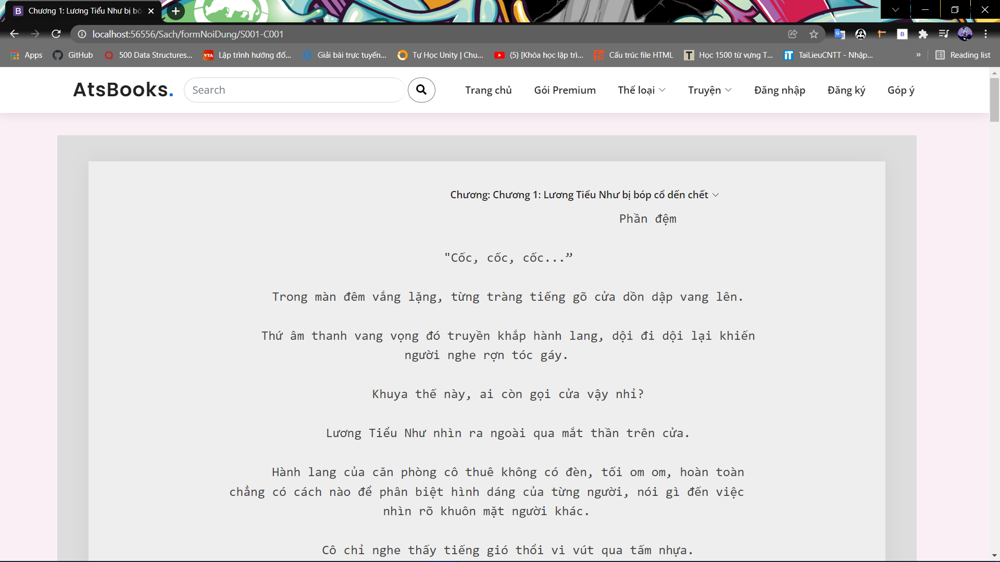 Chương 1: Lương Tiểu Như bị bó
localhost:56556/Sach/formNoiDung/S001-C001
Apps GitHub 500 Data Structures... Lập trình hướng đố... Giải bài trực tuyến... Tự Học Unity | Chu... (5) [Khóa học lập trì... Cấu trúc file HTML Học 1500 từ vựng T... TaiLieuCNTT - Nhập... » Reading list
AtsBooks. Search Trang chủ Gói Premium Thể loại Truyện Đăng nhập Đăng ký Góp ý
Chương: Chương 1: Lương Tiểu Như bị bóp cổ dến chết
Phần đệm
"Cốc, cốc, cốc...”
Trong màn đêm vắng lặng, từng tràng tiếng gõ cửa dồn dập vang lên.
Thứ âm thanh vang vọng đó truyền khắp hành lang, dội đi dội lại khiến
người nghe rợn tóc gáy.
Khuya thế này, ai còn gọi cửa vậy nhỉ?
Lương Tiểu Như nhìn ra ngoài qua mắt thần trên cửa.
Hành lang của căn phòng cô thuê không có đèn, tối om om, hoàn toàn
chẳng có cách nào để phân biệt hình dáng của từng người, nói gì đến việc
nhìn rõ khuôn mặt người khác.
Cô chỉ nghe thấy tiếng gió thổi vi vút qua tấm nhựa.